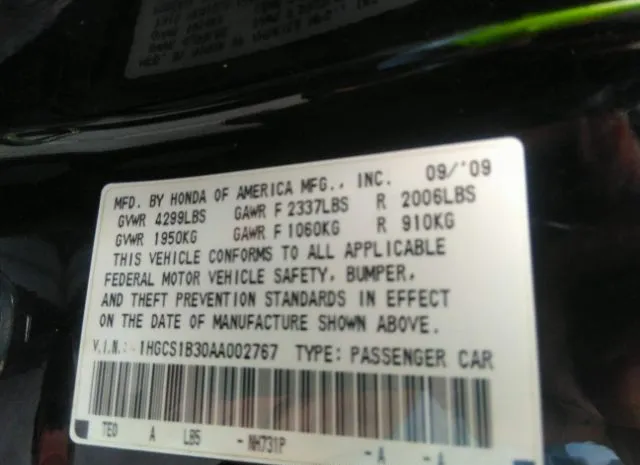 MFD. BY HONDA OF AMERICA MFG., INC. 09/'09
GVWR 4299LBS GAWR F 2337LBS R 2006LBS
GVWR 1950KG GAWR F 1060KG R 910KG
THIS VEHICLE CONFORMS TO ALL APPLICABLE
FEDERAL MOTOR VEHICLE SAFETY, BUMPER,
AND THEFT PREVENTION STANDARDS IN EFFECT
ON THE DATE OF MANUFACTURE SHOWN ABOVE.
V.I.N.: 1HGCS1B30AA002767 TYPE: PASSENGER CAR
TEO A LB5 - NH731P -A -A